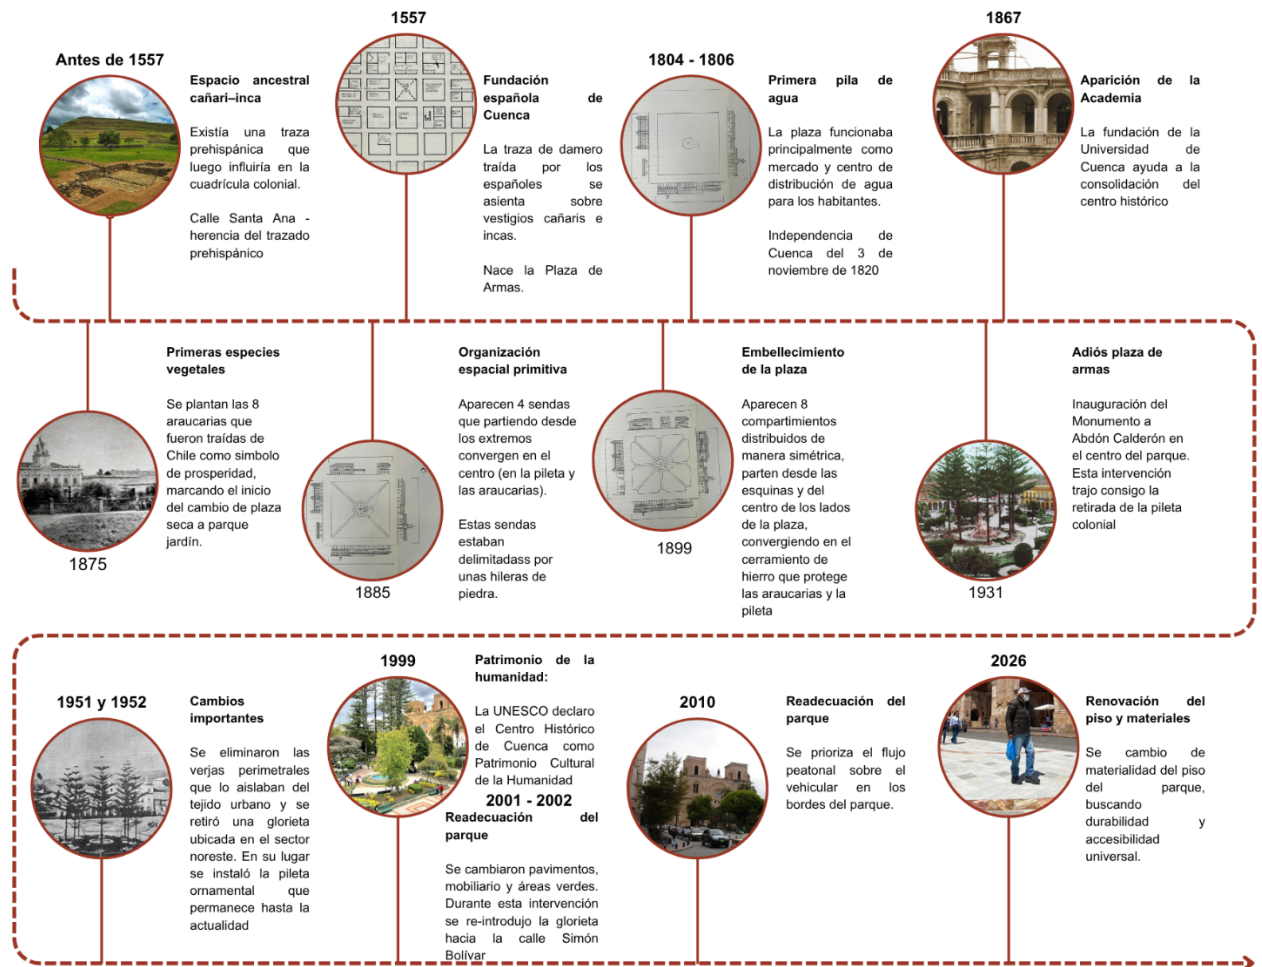 Antes de 1557
Espacio ancestral
cañari–inca
Existía una traza
prehispánica que
luego influiría en la
cuadrícula colonial.
Calle Santa Ana -
herencia del trazado
prehispánico
1557
Fundación
española de
Cuenca
La traza de damero
traída por los
españoles se
asienta sobre
vestigios cañaris e
incas.
Nace la Plaza de
Armas.
1804 - 1806
Primera pila de
agua
La plaza funcionaba
principalmente como
mercado y centro de
distribución de agua
para los habitantes.
Independencia de
Cuenca del 3 de
noviembre de 1820
1867
Aparición de la
Academia
La fundación de la
Universidad de
Cuenca ayuda a la
consolidación del
centro histórico
Primeras especies
vegetales
Se plantan las 8
araucarias que
fueron traídas de
Chile como simbolo
de prosperidad,
marcando el inicio
del cambio de plaza
seca a parque
jardín.
1875
Organización
espacial primitiva
Aparecen 4 sendas
que partiendo desde
los extremos
convergen en el
centro (en la pileta y
las araucarias).
Estas sendas
estaban
delimitadass por
unas hileras de
piedra.
1885
Embellecimiento
de la plaza
Aparecen 8
compartimientos
distribuidos de
manera simétrica,
parten desde las
esquinas y del
centro de los lados
de la plaza,
convergiendo en el
cerramiento de
hierro que protege
las araucarias y la
pileta
1899
Adiós plaza de
armas
Inauguración del
Monumento a
Abdón Calderón en
el centro del parque.
Esta intervención
trajo consigo la
retirada de la pileta
colonial
1931
1951 y 1952
Cambios
importantes
Se eliminaron las
verjas perimetrales
que lo aislaban del
tejido urbano y se
retiró una glorieta
ubicada en el sector
noreste. En su lugar
se instaló la pileta
ornamental que
permanece hasta la
actualidad
1999
Patrimonio de la
humanidad:
La UNESCO declaro
el Centro Histórico
de Cuenca como
Patrimonio Cultural
de la Humanidad
2001 - 2002
Readecuación del
parque
Se cambiaron pavimentos,
mobiliario y áreas verdes.
Durante esta intervención
se re-introdujo la glorieta
hacia la calle Simón
Bolívar
2010
Readecuación del
parque
Se prioriza el flujo
peatonal sobre el
vehicular en los
bordes del parque.
2026
Renovación del
piso y materiales
Se cambio de
materialidad del piso
del parque,
buscando
durabilidad y
accesibilidad
universal.